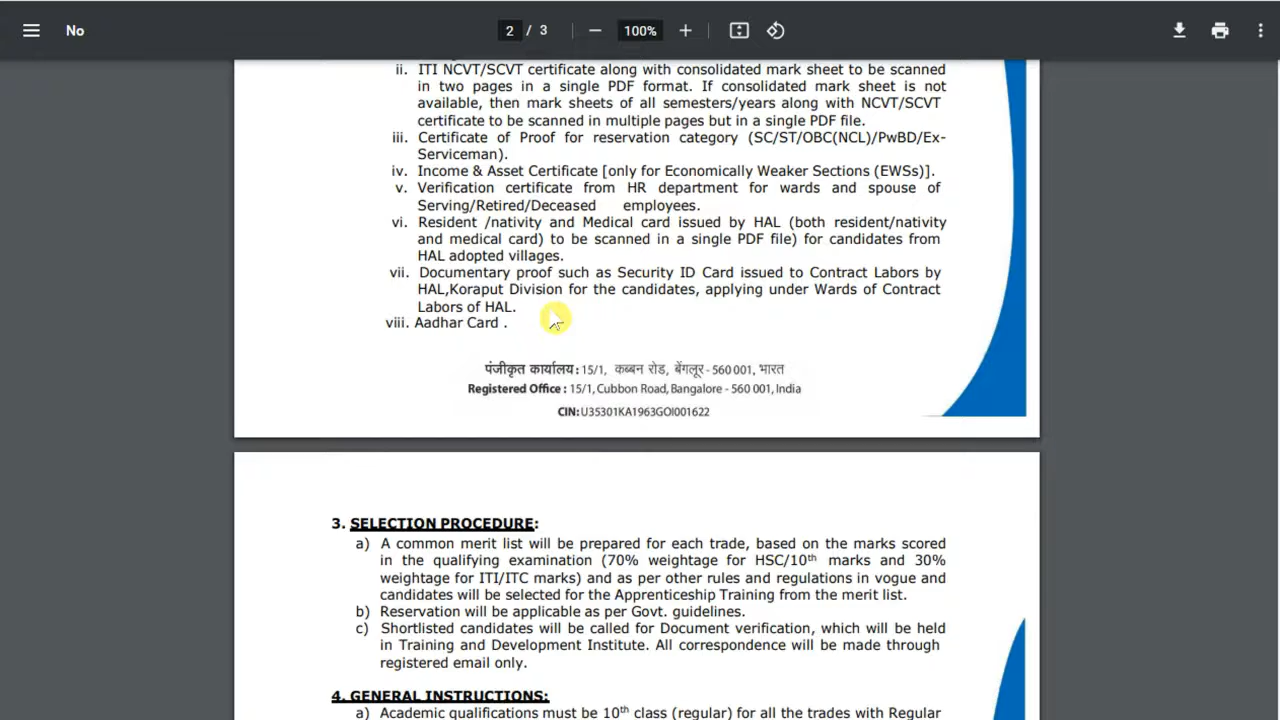 No
2 / 3
100%
ii. ITI NCVT/SCVT certificate along with consolidated mark sheet to be scanned
in two pages in a single PDF format. If consolidated mark sheet is not
available, then mark sheets of all semesters/years along with NCVT/SCVT
certificate to be scanned in multiple pages but in a single PDF file.
iii. Certificate of Proof for reservation category (SC/ST/OBC(NCL)/PwBD/Ex-
Serviceman).
iv. Income & Asset Certificate [only for Economically Weaker Sections (EWSs)].
v. Verification certificate from HR department for wards and spouse of
Serving/Retired/Deceased employees.
vi. Resident /nativity and Medical card issued by HAL (both resident/nativity
and medical card) to be scanned in a single PDF file) for candidates from
HAL adopted villages.
vii. Documentary proof such as Security ID Card issued to Contract Labors by
HAL,Koraput Division for the candidates, applying under Wards of Contract
Labors of HAL.
viii. Aadhar Card .
पंजीकृत कार्यालय : 15/1, कब्बन रोड, बेंगलूर - 560 001, भारत
Registered Office : 15/1, Cubbon Road, Bangalore - 560 001, India
CIN: U35301KA1963GOI001622
3. SELECTION PROCEDURE:
a) A common merit list will be prepared for each trade, based on the marks scored
in the qualifying examination (70% weightage for HSC/10th marks and 30%
weightage for ITI/ITC marks) and as per other rules and regulations in vogue and
candidates will be selected for the Apprenticeship Training from the merit list.
b) Reservation will be applicable as per Govt. guidelines.
c) Shortlisted candidates will be called for Document verification, which will be held
in Training and Development Institute. All correspondence will be made through
registered email only.
4. GENERAL INSTRUCTIONS:
a) Academic qualifications must be 10th class (regular) for all the trades with Regular